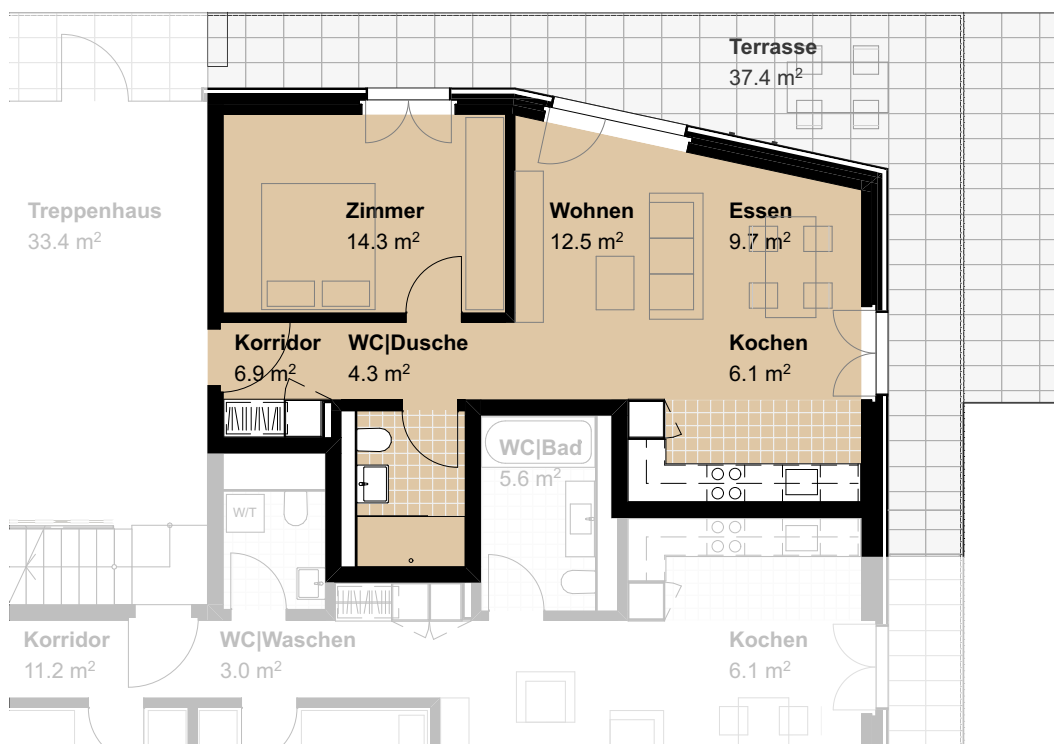 Terrasse
37.4 m²
Treppenhaus
33.4 m²
Zimmer
14.3 m²
Wohnen
12.5 m²
Essen
9.7 m²
Korridor
6.9 m²
WC|Dusche
4.3 m²
Kochen
6.1 m²
WC|Bad
5.6 m²
W/T
Korridor
11.2 m²
WC|Waschen
3.0 m²
Kochen
6.1 m²